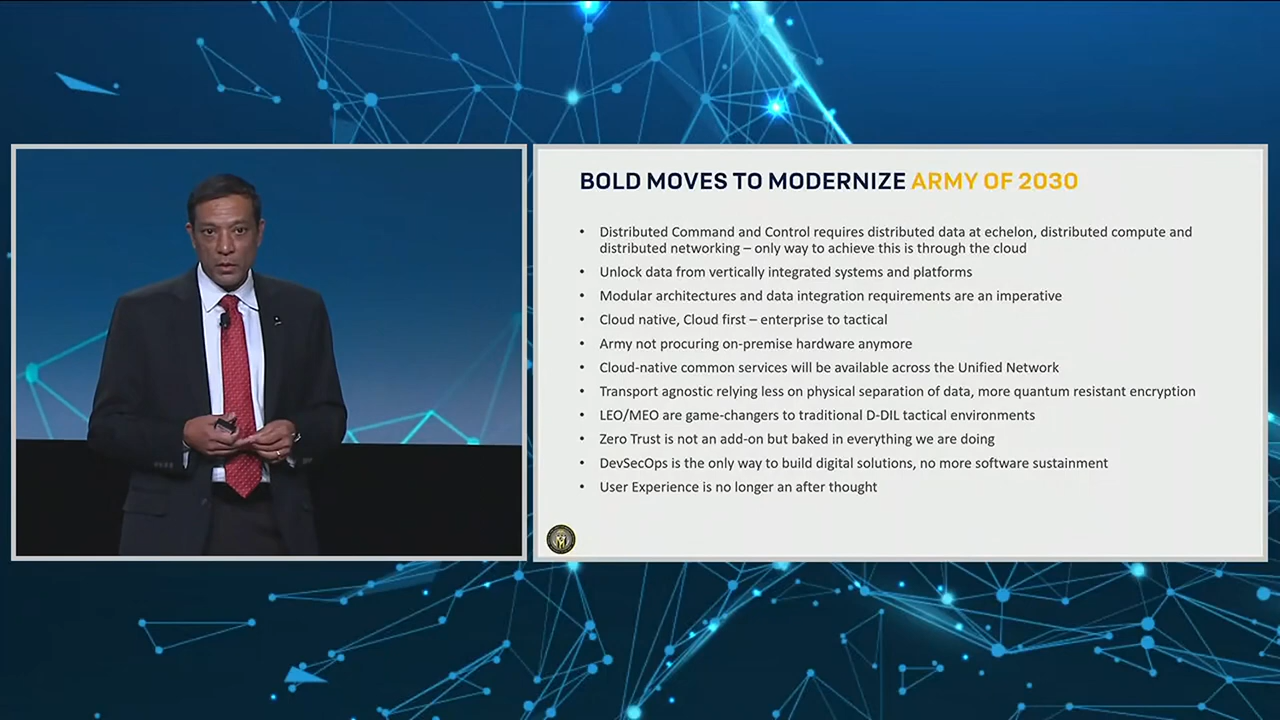 BOLD MOVES TO MODERNIZE ARMY OF 2030
• Distributed Command and Control requires distributed data at echelon, distributed compute and
distributed networking – only way to achieve this is through the cloud
• Unlock data from vertically integrated systems and platforms
• Modular architectures and data integration requirements are an imperative
• Cloud native, Cloud first – enterprise to tactical
• Army not procuring on-premise hardware anymore
• Cloud-native common services will be available across the Unified Network
• Transport agnostic relying less on physical separation of data, more quantum resistant encryption
• LEO/MEO are game-changers to traditional D-DIL tactical environments
• Zero Trust is not an add-on but baked in everything we are doing
• DevSecOps is the only way to build digital solutions, no more software sustainment
• User Experience is no longer an after thought